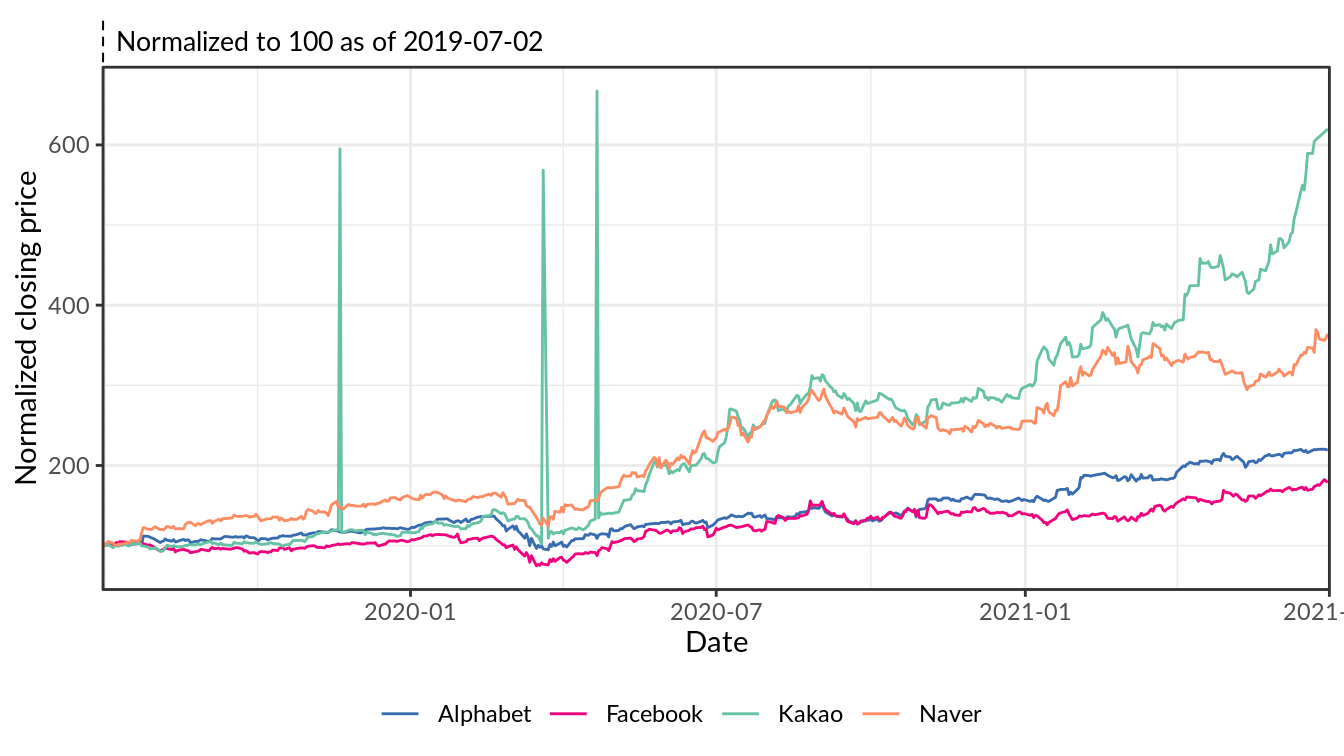 Normalized to 100 as of 2019-07-02
Normalized closing price
600
400
200
2020-01
2020-07
2021-01
2021-
Date
Alphabet
Facebook
Kakao
Naver